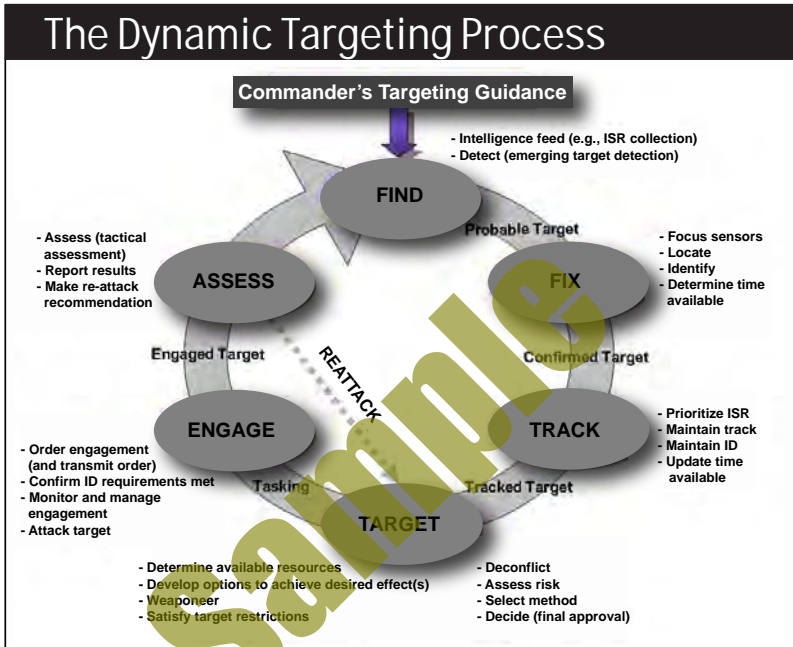 The Dynamic Targeting Process
Commander's Targeting Guidance
- Intelligence feed (e.g., ISR collection)
- Detect (emerging target detection)
FIND
Probable Target
- Focus sensors
- Locate
- Identify
- Determine time
available
FIX
Confirmed Target
- Prioritize ISR
- Maintain track
- Maintain ID
- Update time
available
TRACK
Tracked Target
TARGET
- Determine available resources
- Develop options to achieve desired effect(s)
- Weaponeer
- Satisfy target restrictions
- Deconflict
- Assess risk
- Select method
- Decide (final approval)
Tasking
ENGAGE
- Order engagement
(and transmit order)
- Confirm ID requirements met
- Monitor and manage
engagement
- Attack target
Engaged Target
ASSESS
- Assess (tactical
assessment)
- Report results
- Make re-attack
recommendation
REATTACK
Sample